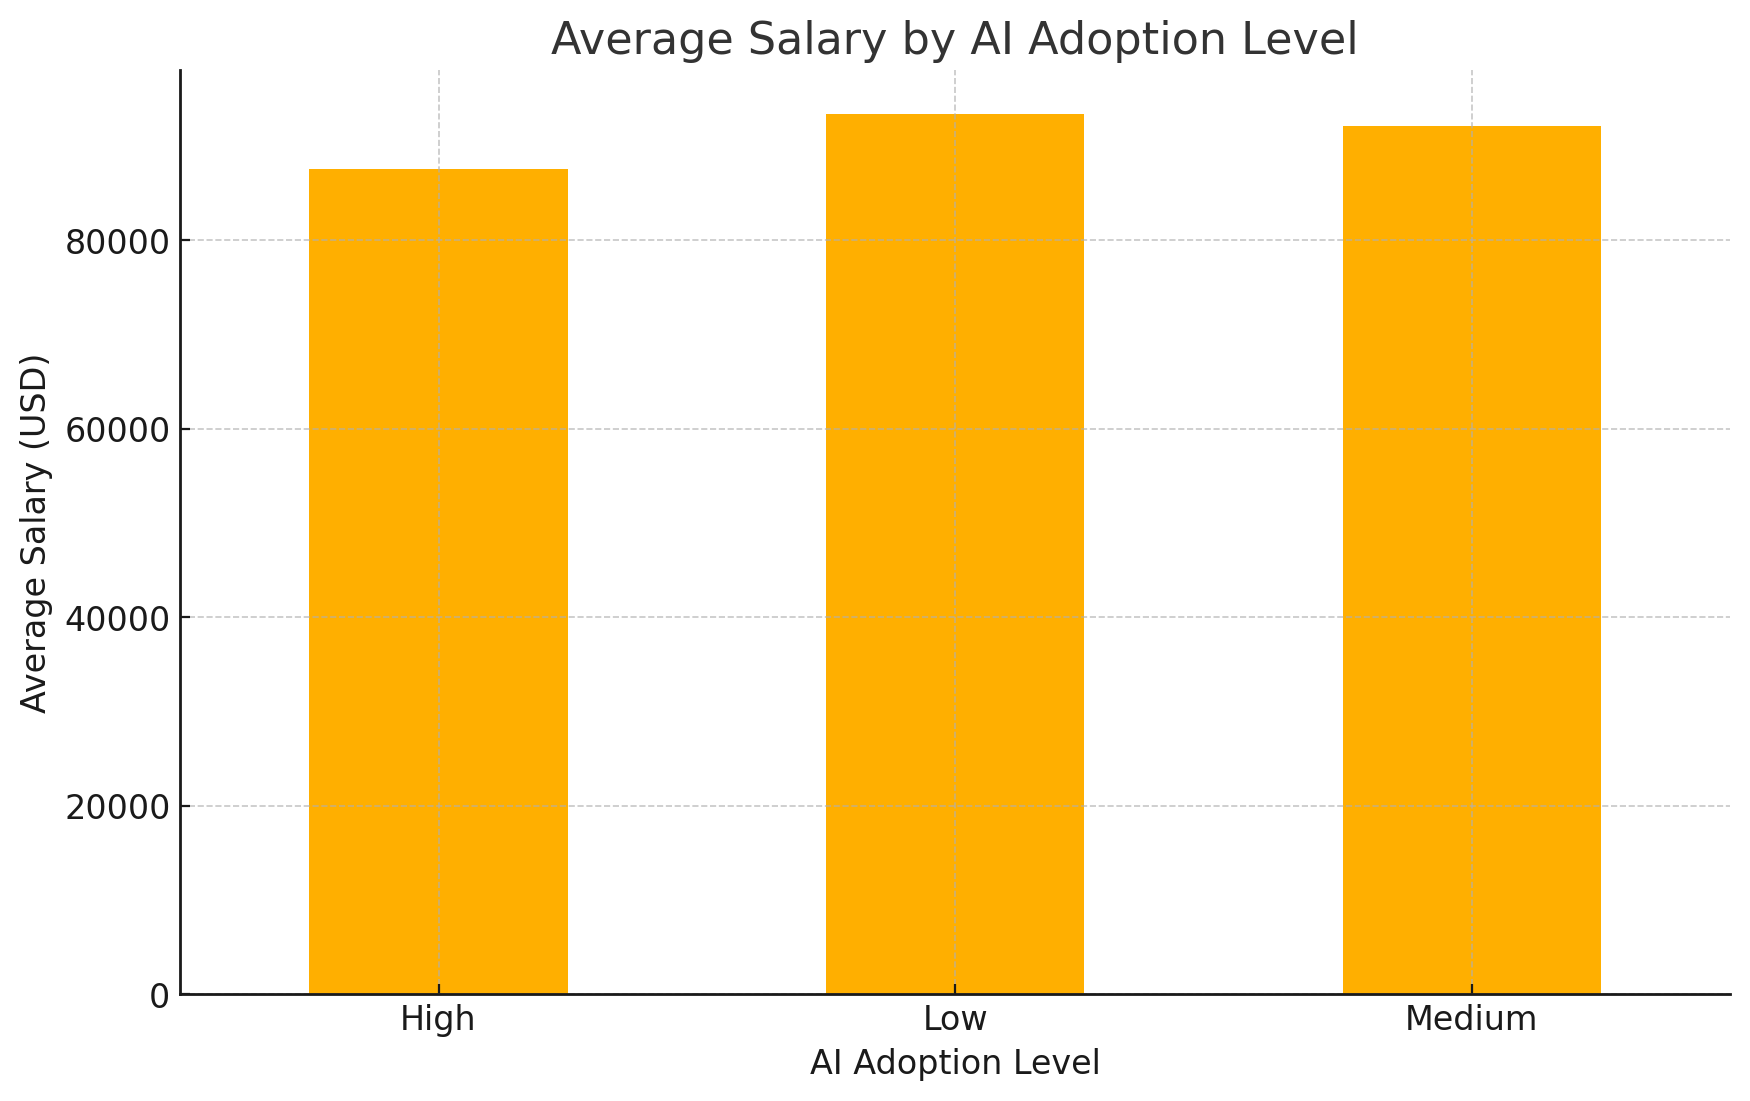 Average Salary by AI Adoption Level
Average Salary (USD)
80000
60000
40000
20000
0
High Low Medium
AI Adoption Level